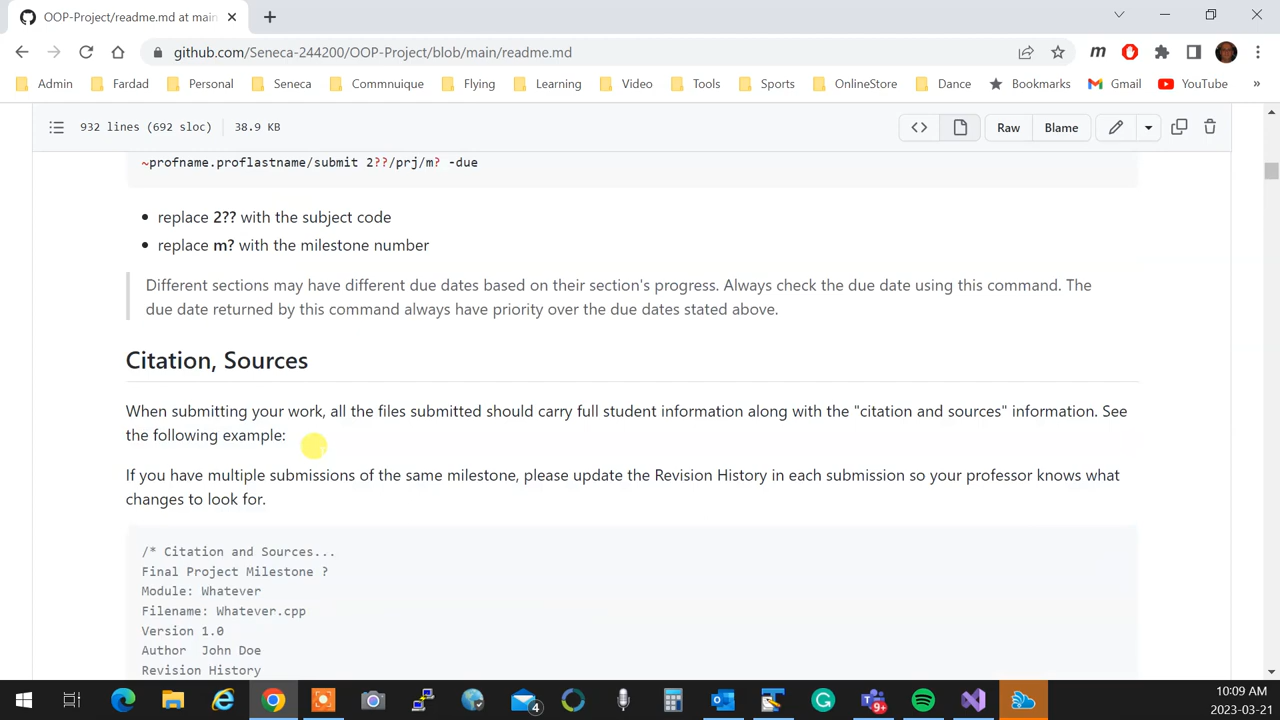 OOP-Project/readme.md at main
github.com/Seneca-244200/OOP-Project/blob/main/readme.md
m
Admin Fardad Personal Seneca Commnuique Flying Learning Video Tools Sports OnlineStore Dance Bookmarks Gmail YouTube »
932 lines (692 sloc) 38.9 KB Raw Blame
~profname.proflastname/submit 2??/prj/m? -due
• replace 2?? with the subject code
• replace m? with the milestone number
Different sections may have different due dates based on their section's progress. Always check the due date using this command. The
due date returned by this command always have priority over the due dates stated above.
Citation, Sources
When submitting your work, all the files submitted should carry full student information along with the "citation and sources" information. See
the following example:
If you have multiple submissions of the same milestone, please update the Revision History in each submission so your professor knows what
changes to look for.
/* Citation and Sources...
Final Project Milestone ?
Module: Whatever
Filename: Whatever.cpp
Version 1.0
Author  John Doe
Revision History
4
9+
10:09 AM
2023-03-21